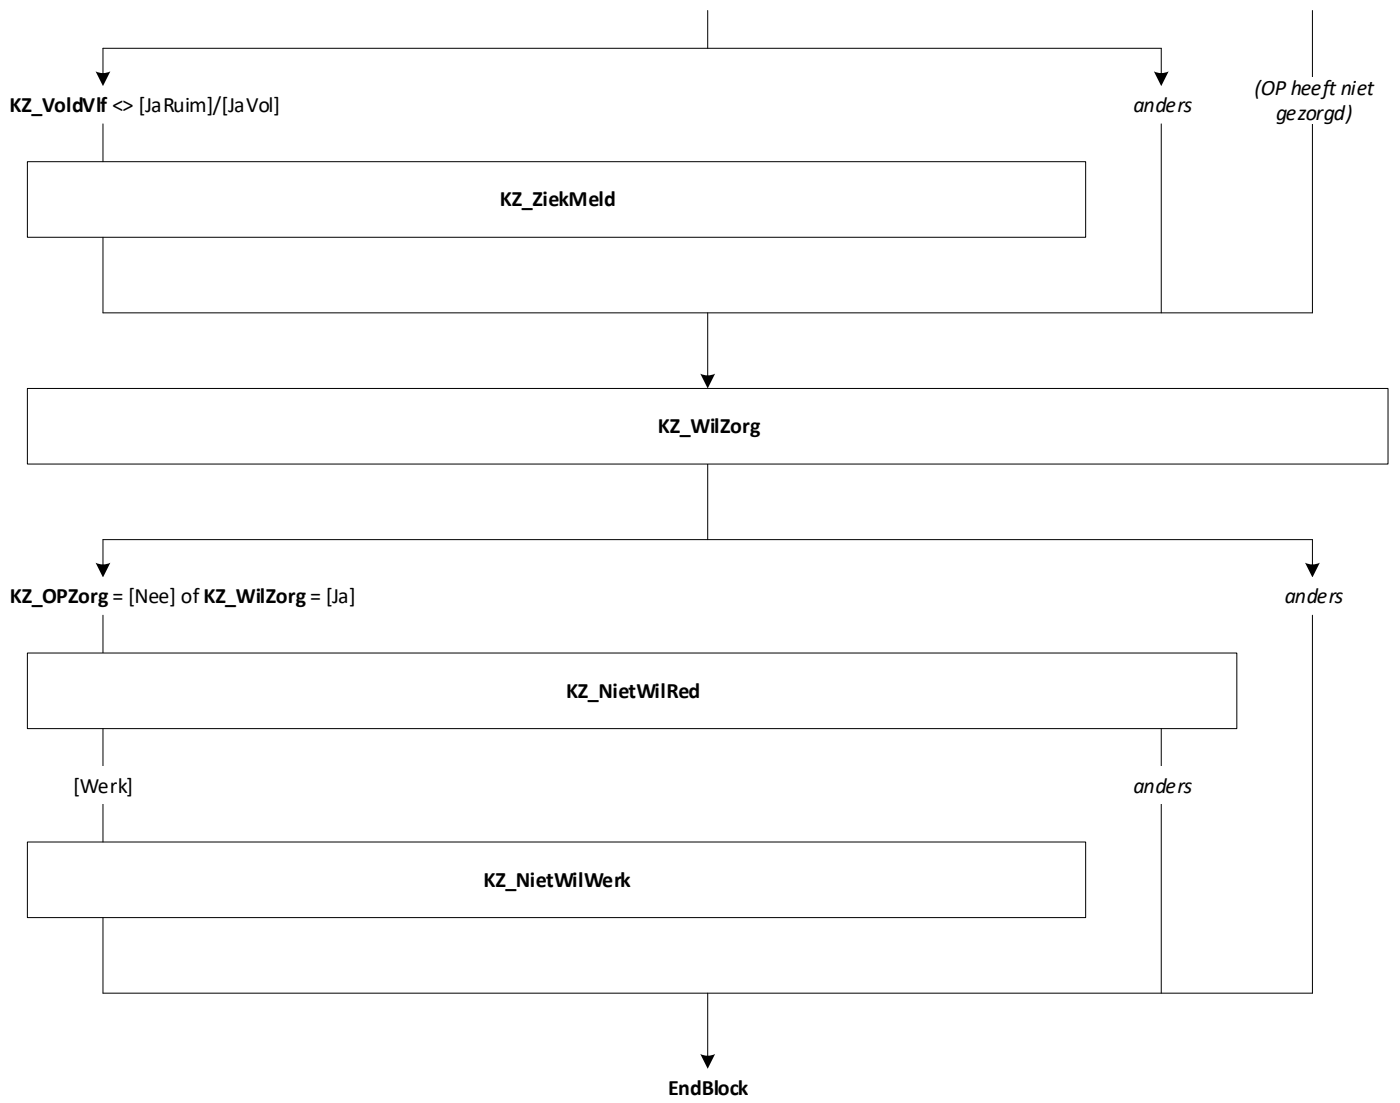 KZ_VoldVlf <> [JaRuim]/[JaVol]
anders
(OP heeft niet
gezorgd)
KZ_ZiekMeld
KZ_WilZorg
KZ_OPZorg = [Nee] of KZ_WilZorg = [Ja]
anders
KZ_NietWilRed
[Werk]
anders
KZ_NietWilWerk
EndBlock